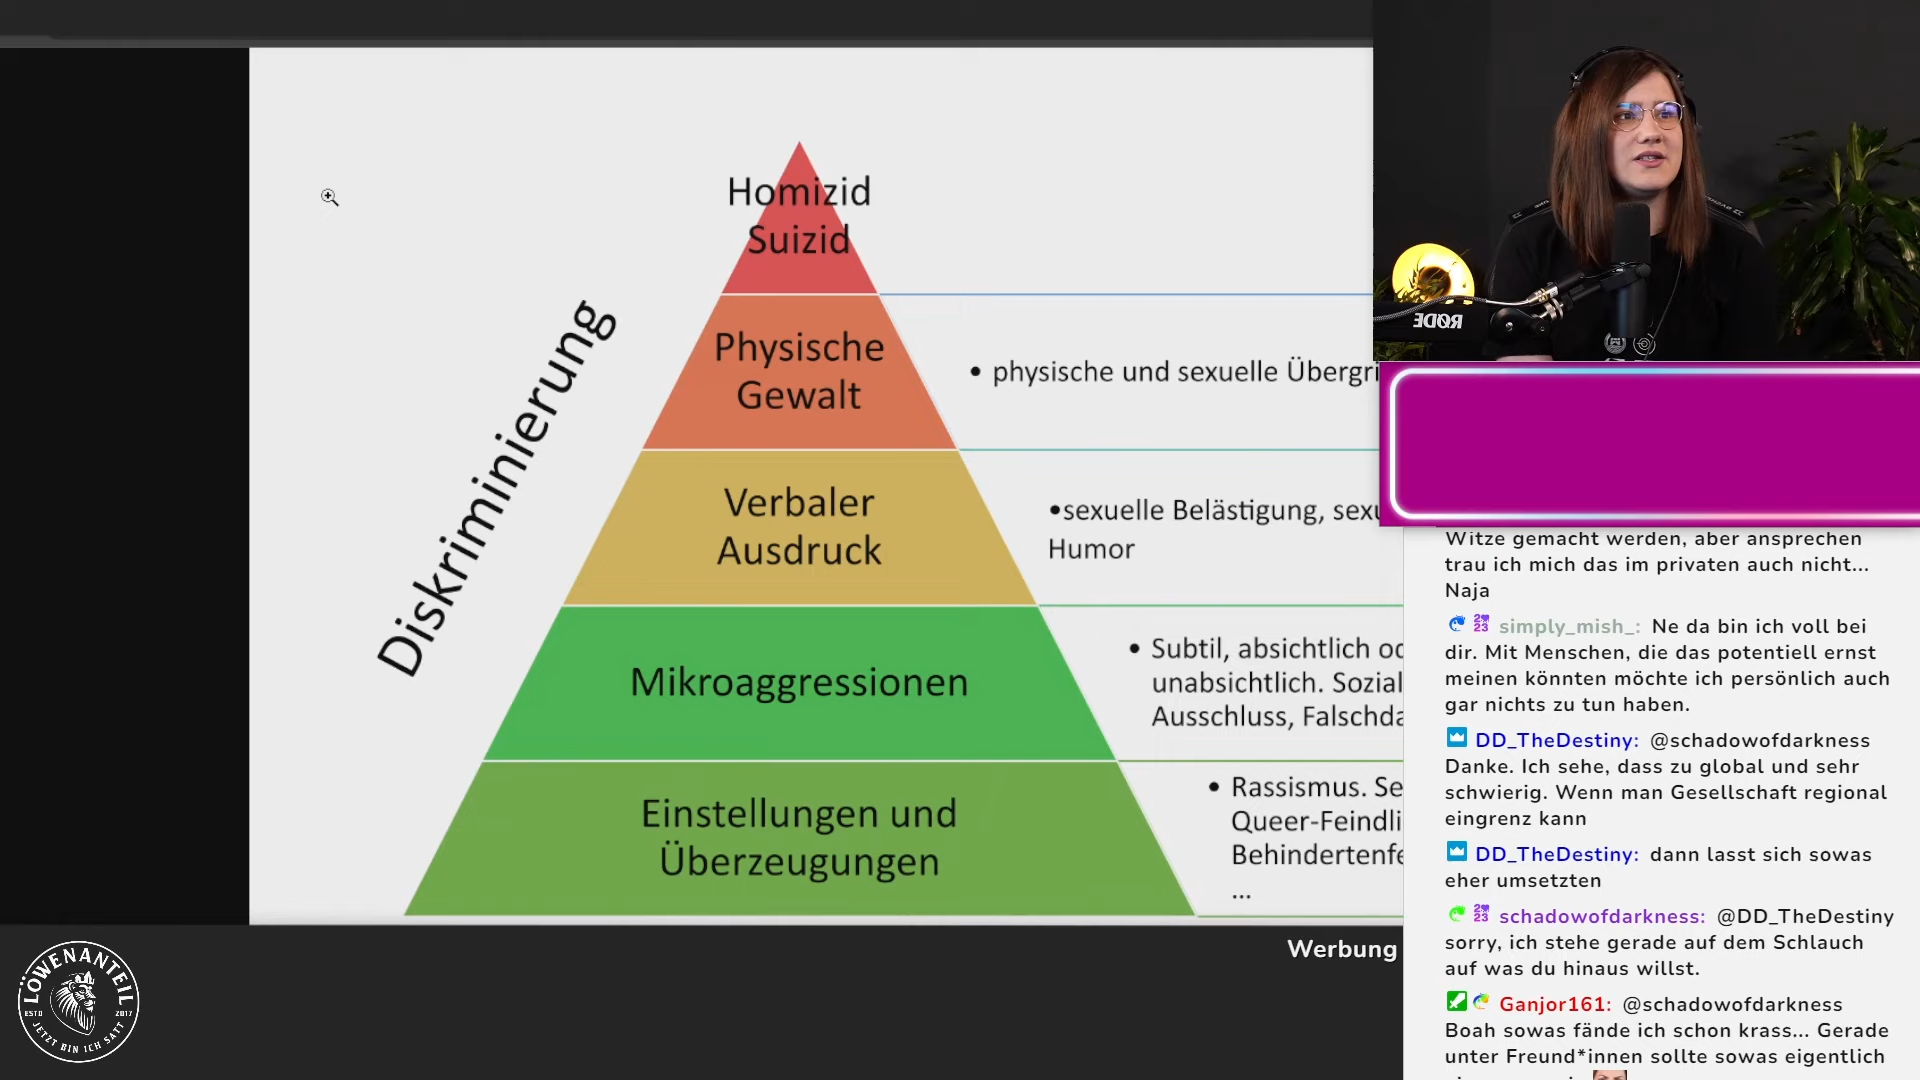 Homizid
Suizid
Diskriminierung
Physische
Gewalt
• physische und sexuelle Übergri
Verbaler
Ausdruck
•sexuelle Belästigung, sexu
Humor
Mikroaggressionen
• Subtil, absichtlich oc
unabsichtlich. Sozial
Ausschluss, Falschda
Einstellungen und
Überzeugungen
• Rassismus. Se
Queer-Feindli
Behindertenfe
...
RØDE
Witze gemacht werden, aber ansprechen
trau ich mich das im privaten auch nicht...
Naja
simply_mish_: Ne da bin ich voll bei
dir. Mit Menschen, die das potentiell ernst
meinen könnten möchte ich persönlich auch
gar nichts zu tun haben.
DD_TheDestiny: @schadowofdarkness
Danke. Ich sehe, dass zu global und sehr
schwierig. Wenn man Gesellschaft regional
eingrenz kann
DD_TheDestiny: dann lasst sich sowas
eher umsetzten
schadowofdarkness: @DD_TheDestiny
sorry, ich stehe gerade auf dem Schlauch
auf was du hinaus willst.
Ganjor161: @schadowofdarkness
Boah sowas fände ich schon krass... Gerade
unter Freund*innen sollte sowas eigentlich
Werbung
LÖWENANTEIL
ESTD 2017
JETZT BIN ICH SATT